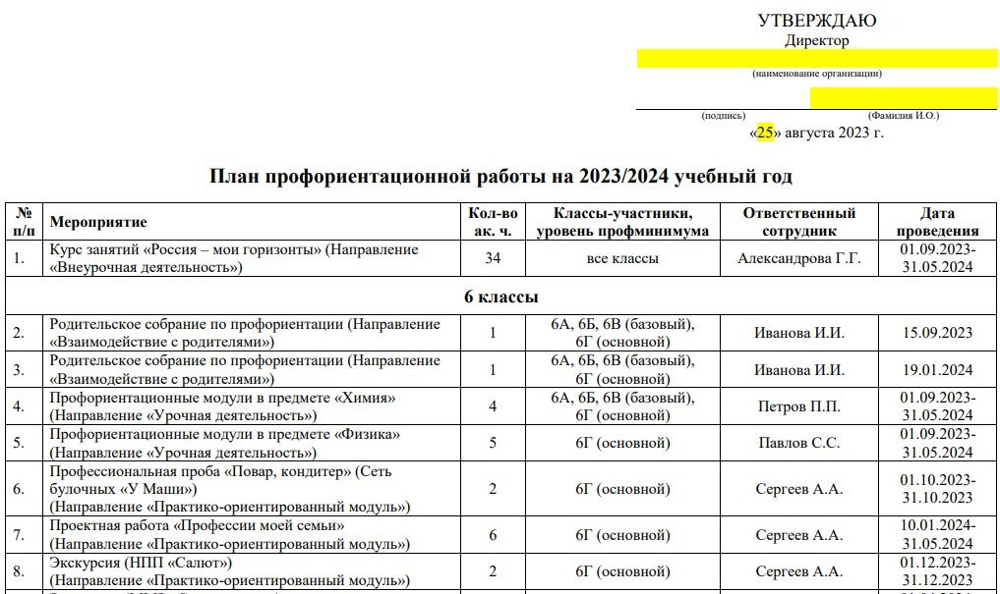 УТВЕРЖДАЮ
Директор
(наименование организации)
(подпись) (Фамилия И.О.)
«25» августа 2023 г.
План профориентационной работы на 2023/2024 учебный год
№ п/п Мероприятие Кол-во ак. ч. Классы-участники, уровень профминимума Ответственный сотрудник Дата проведения
1. Курс занятий «Россия – мои горизонты» (Направление «Внеурочная деятельность») 34 все классы Александрова Г.Г. 01.09.2023-31.05.2024
6 классы
2. Родительское собрание по профориентации (Направление «Взаимодействие с родителями») 1 6А, 6Б, 6В (базовый), 6Г (основной) Иванова И.И. 15.09.2023
3. Родительское собрание по профориентации (Направление «Взаимодействие с родителями») 1 6А, 6Б, 6В (базовый), 6Г (основной) Иванова И.И. 19.01.2024
4. Профориентационные модули в предмете «Химия» (Направление «Урочная деятельность») 4 6А, 6Б, 6В (базовый), 6Г (основной) Петров П.П. 01.09.2023-31.05.2024
5. Профориентационные модули в предмете «Физика» (Направление «Урочная деятельность») 5 6Г (основной) Павлов С.С. 01.09.2023-31.05.2024
6. Профессиональная проба «Повар, кондитер» (Сеть булочных «У Маши») (Направление «Практико-ориентированный модуль») 2 6Г (основной) Сергеев А.А. 01.10.2023-31.10.2023
7. Проектная работа «Профессии моей семьи» (Направление «Практико-ориентированный модуль») 6 6Г (основной) Сергеев А.А. 10.01.2024-31.05.2024
8. Экскурсия (НПП «Салют») (Направление «Практико-ориентированный модуль») 2 6Г (основной) Сергеев А.А. 01.12.2023-31.12.2023